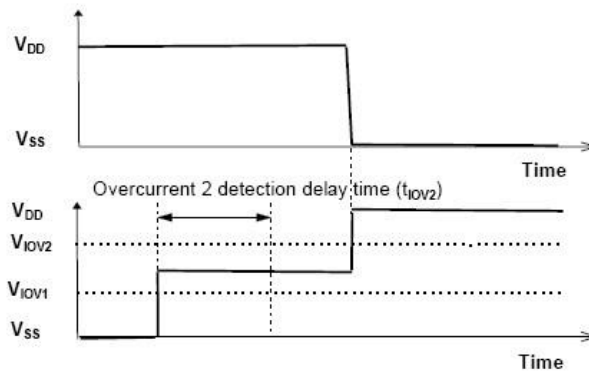 VDD
VSS
Time
Overcurrent 2 detection delay time (tIOV2)
VDD
VIOV2
VIOV1
VSS
Time